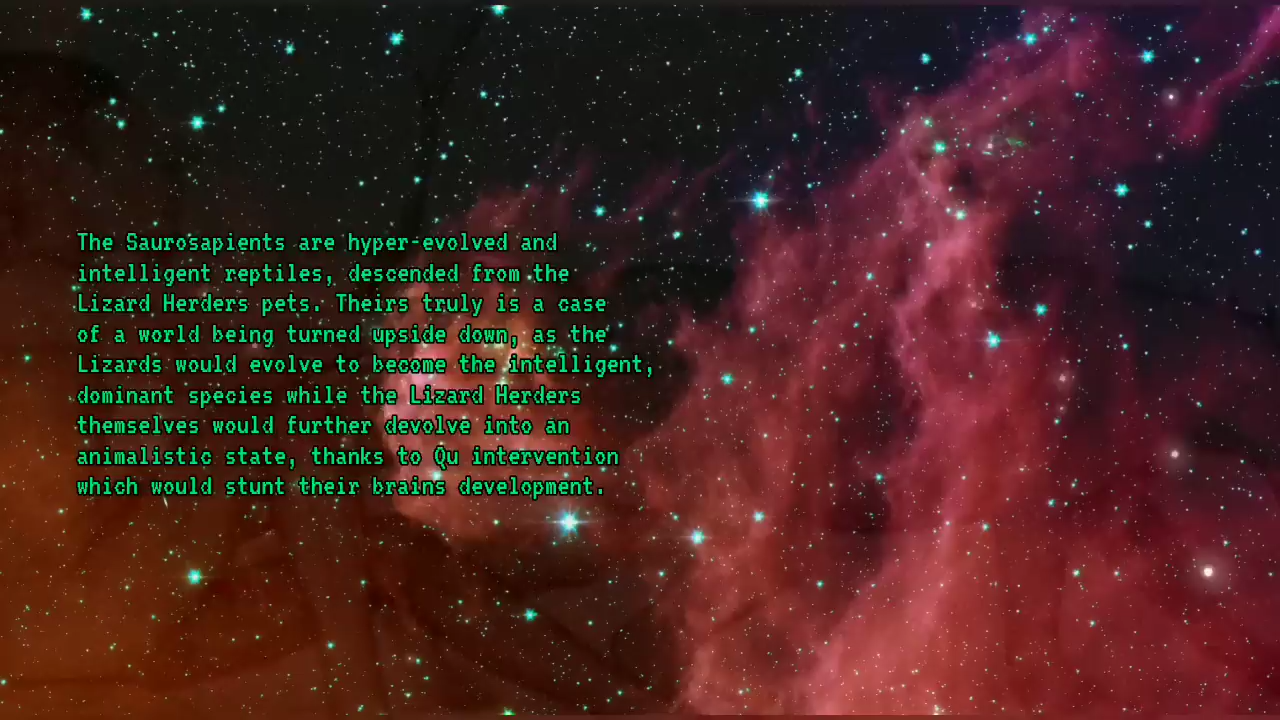 The Saurosapients are hyper-evolved and
intelligent reptiles, descended from the
Lizard Herders pets. Theirs truly is a case
of a world being turned upside down, as the
Lizards would evolve to become the intelligent,
dominant species while the Lizard Herders
themselves would further devolve into an
animalistic state, thanks to Qu intervention
which would stunt their brains development.